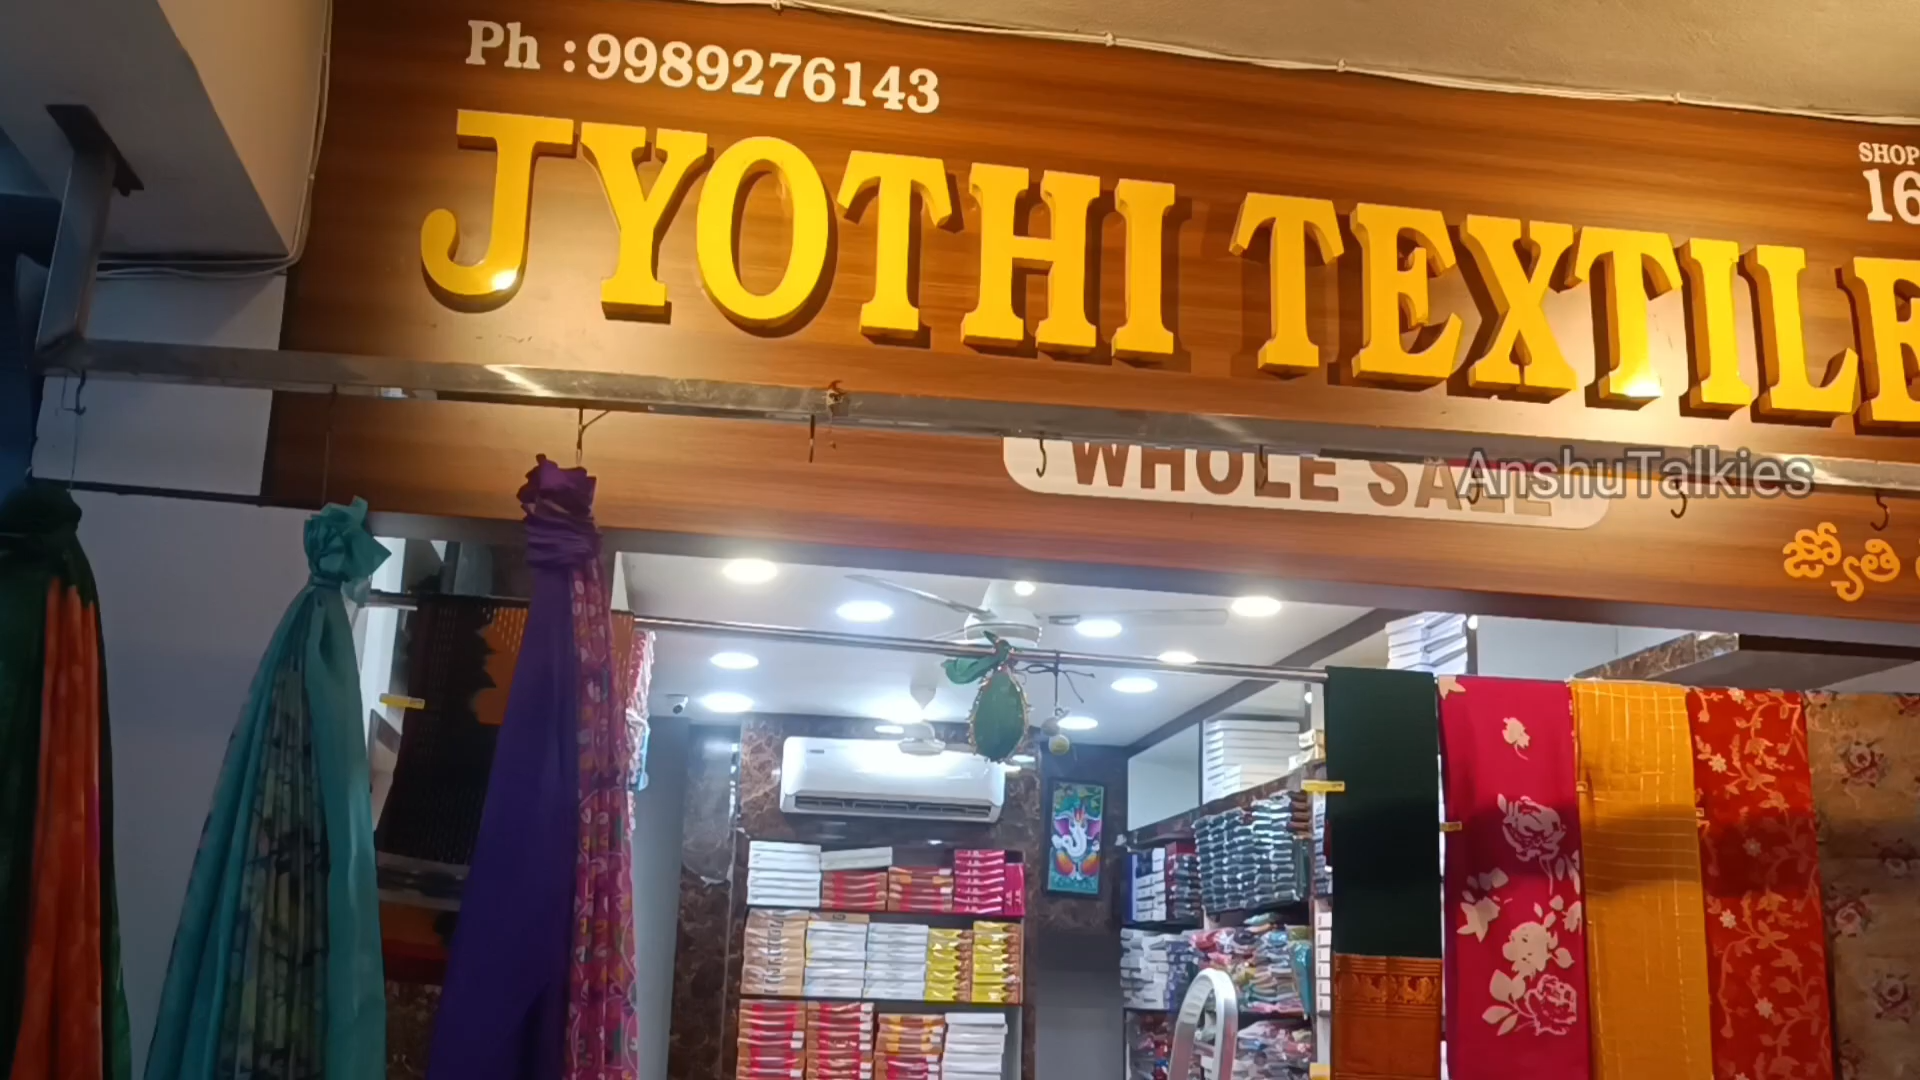 Ph : 9989276143
JYOTHI TEXTILE
SHOP
16
WHOLE SALE
AnshuTalkies
జ్యోతి